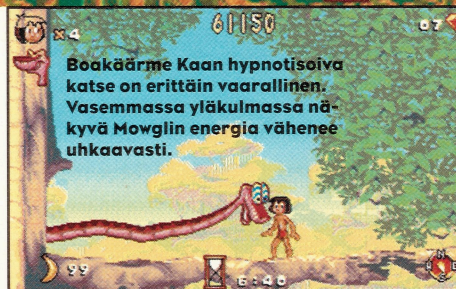 x4
61150
07
Boakäärme Kaan hypnotisoiva
katse on erittäin vaarallinen.
Vasemmassa yläkulmassa nä-
kyvä Mowglin energia vähenee
uhkaavasti.
99
6:48
N